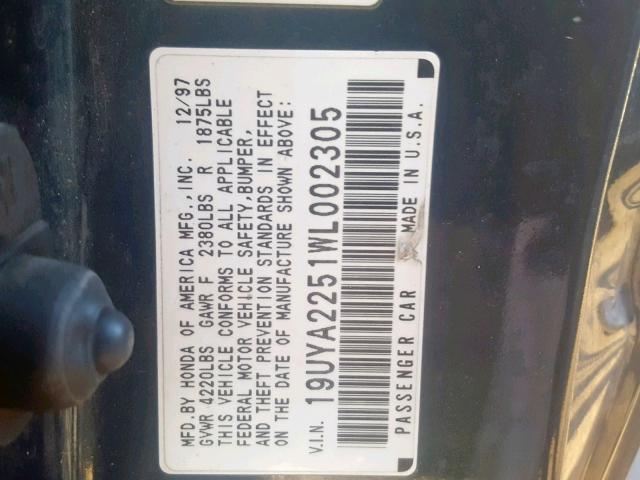 MFD.BY HONDA OF AMERICA MFG.,INC. 12/97
GVWR 4220LBS GAWR F 2380LBS R 1875LBS
THIS VEHICLE CONFORMS TO ALL APPLICABLE
FEDERAL MOTOR VEHICLE SAFETY,BUMPER,
AND THEFT PREVENTION STANDARDS IN EFFECT
ON THE DATE OF MANUFACTURE SHOWN ABOVE:
V.I.N. 19UYA2251WL002305
PASSENGER CAR MADE IN U.S.A.